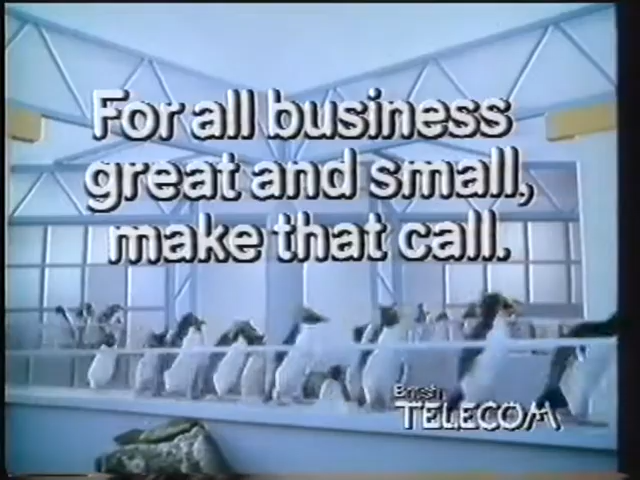 For all business
great and small,
make that call.
British
TELECOM